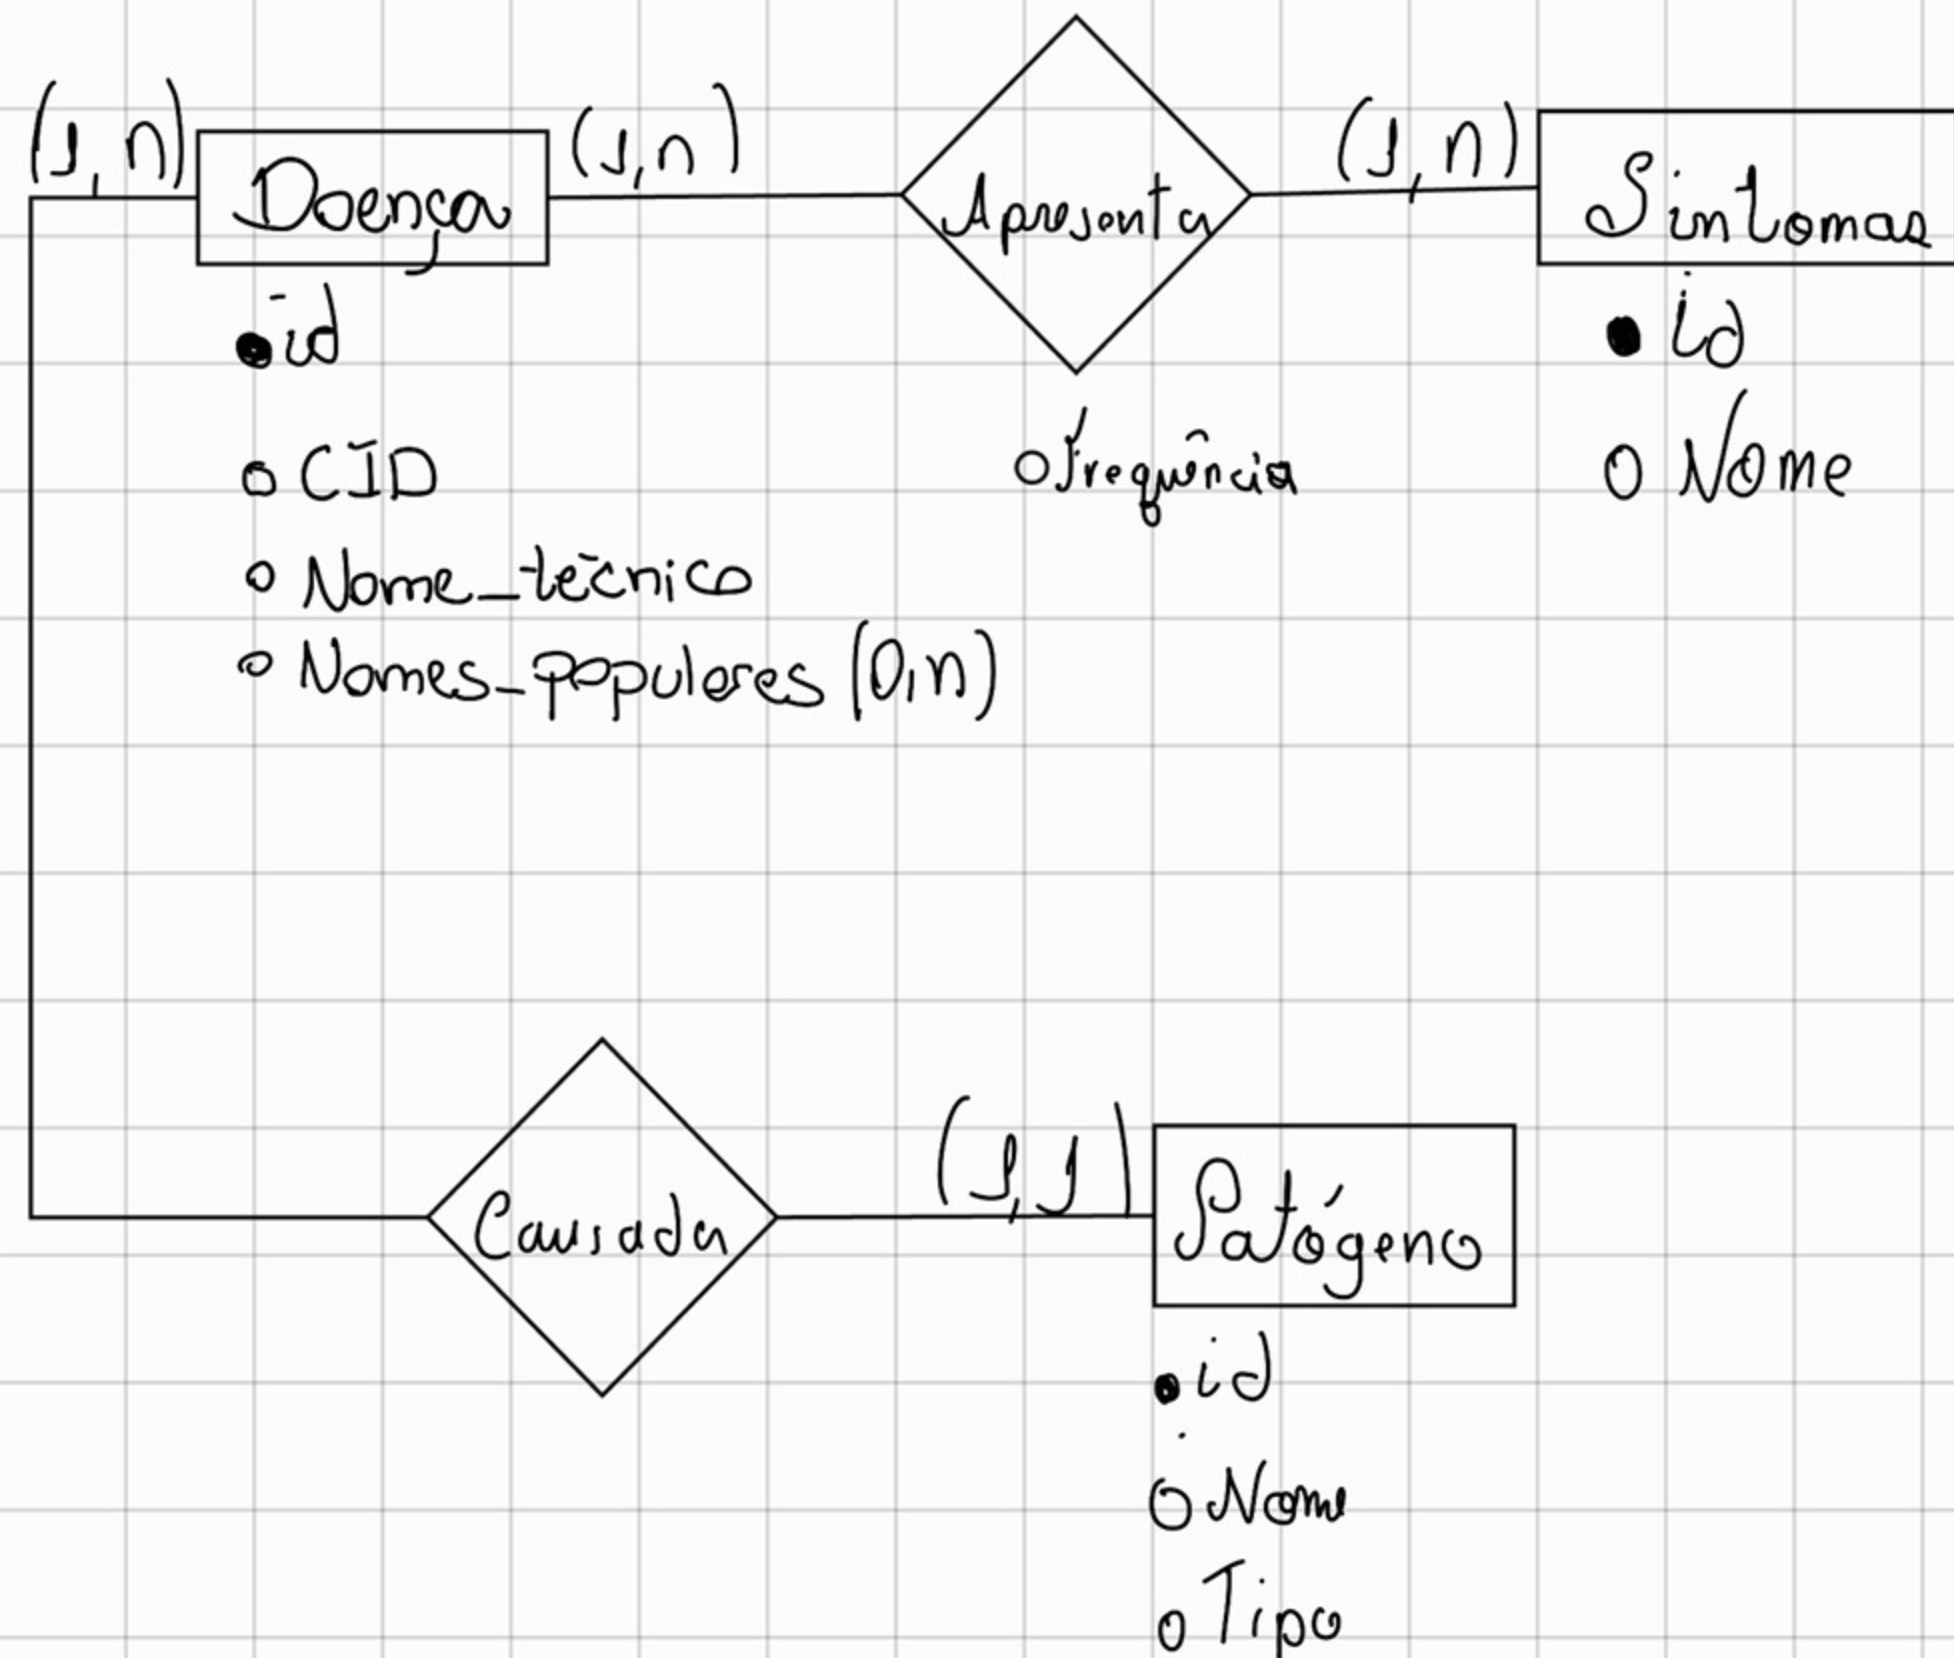 (1,n) Doença (1,n) Apresenta (1,n) Sintomas
id
CID
Nome_técnico
Nomes_populares (0,n)
Frequência
id
Nome
Causada (1,1) Patógeno
id
Nome
Tipo